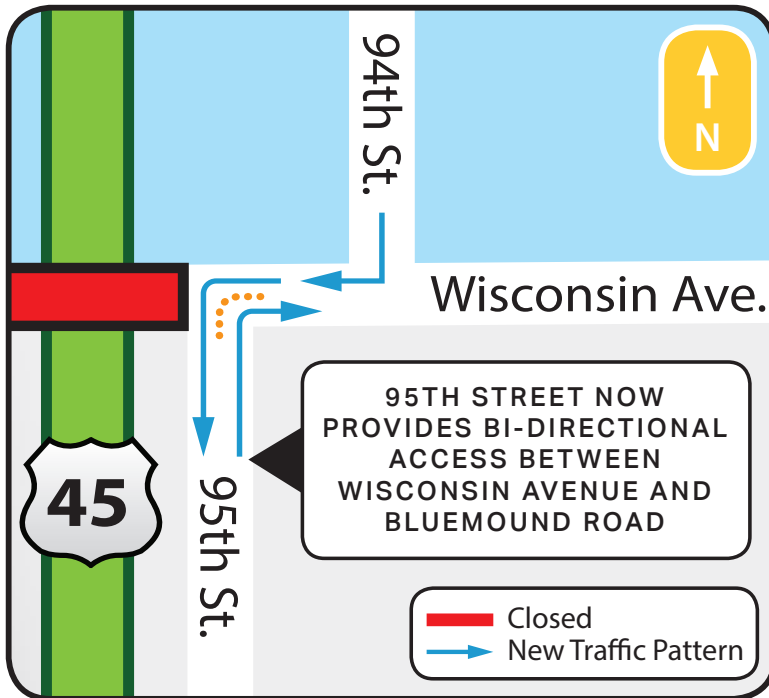 94th St.
N
Wisconsin Ave.
95TH STREET NOW
PROVIDES BI-DIRECTIONAL
ACCESS BETWEEN
WISCONSIN AVENUE AND
BLUEMOUND ROAD
45
95th St.
Closed
New Traffic Pattern